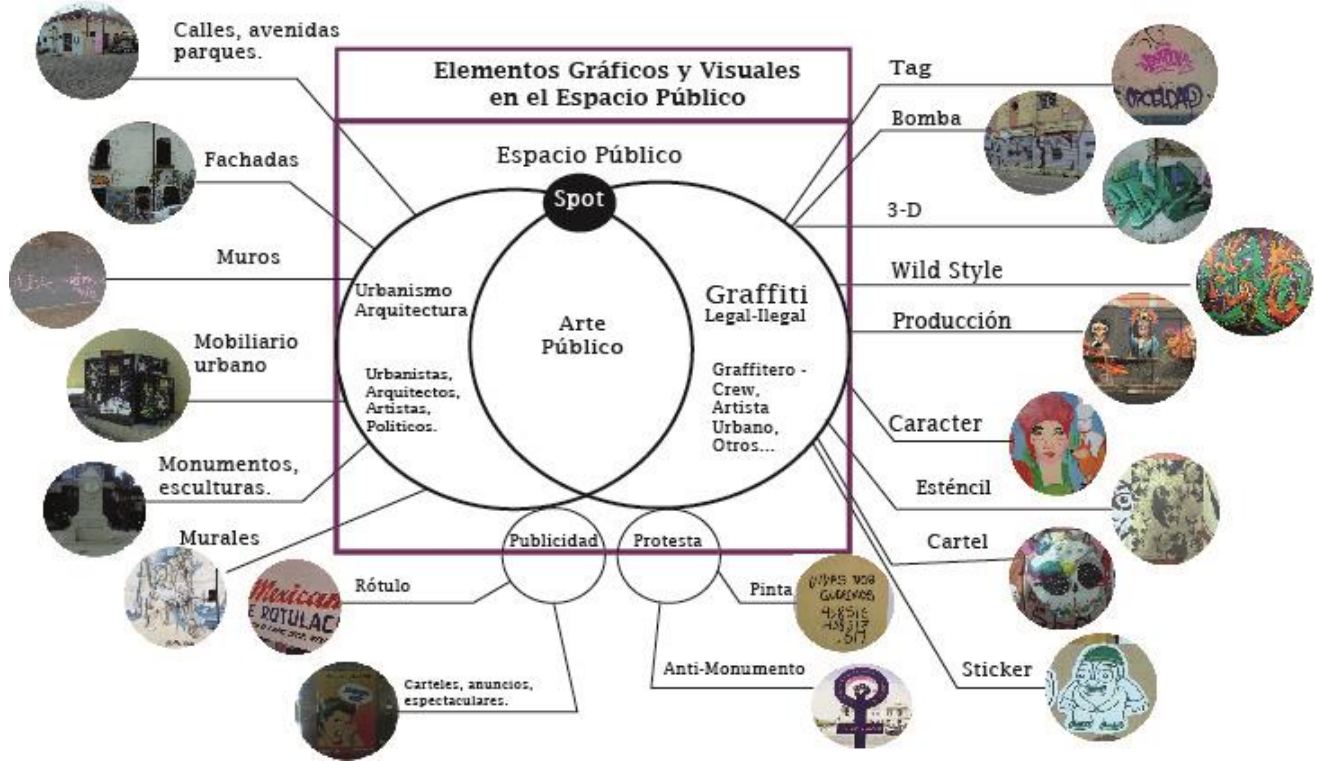 Elementos Gráficos y Visuales
en el Espacio Público
Espacio Público
Spot
Calles, avenidas
parques.
Fachadas
Muros
Mobiliario
urbano
Monumentos,
esculturas.
Murales
Urbanismo
Arquitectura
Urbanistas,
Arquitectos,
Artistas,
Políticos.
Arte
Público
Graffiti
Legal-Ilegal
Graffitero -
Crew,
Artista
Urbano,
Otros...
Tag
Bomba
3-D
Wild Style
Producción
Caracter
Esténcil
Cartel
Sticker
Publicidad
Protesta
Rótulo
Mexican
E ROTULAC
Carteles, anuncios,
espectaculares.
Pinta
Anti-Monumento